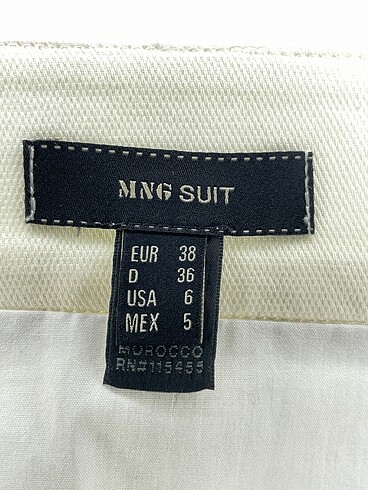 MNG SUIT
EUR 38
D 36
USA 6
MEX 5
MOROCCO
RN#115455